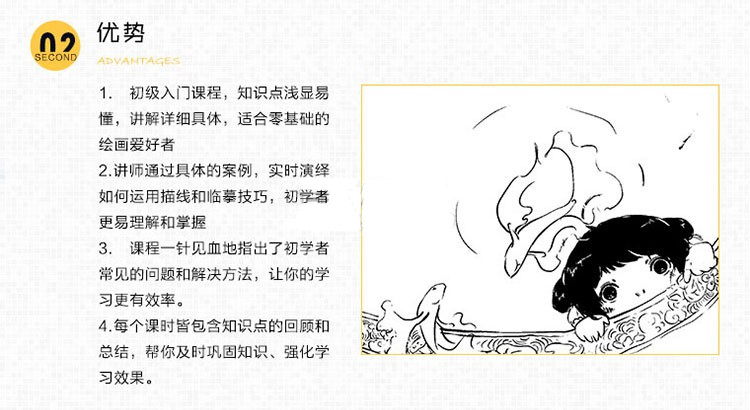 02
SECOND
优势
ADVANTAGES
1. 初级入门课程，知识点浅显易
懂，讲解详细具体，适合零基础的
绘画爱好者
2.讲师通过具体的案例，实时演绎
如何运用描线和临摹技巧，初学者
更易理解和掌握
3. 课程一针见血地指出了初学者
常见的问题和解决方法，让你的学
习更有效率。
4.每个课时皆包含知识点的回顾和
总结，帮你及时巩固知识、强化学
习效果。